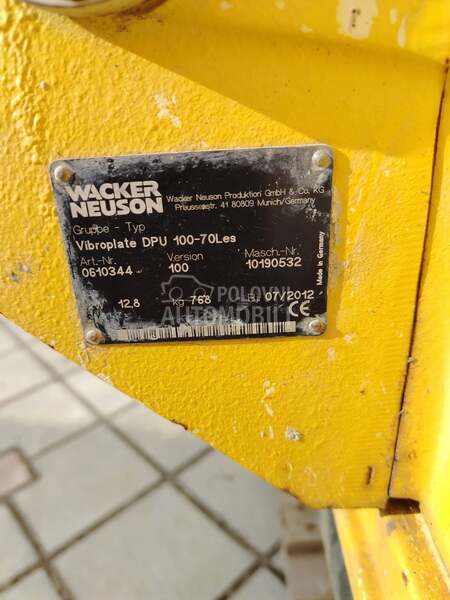 WACKER NEUSON
Wacker Neuson Produktion GmbH & Co. KG
Preussenstr. 41 80809 Munich/Germany
Gruppe - Typ
Vibroplate DPU 100-70Les
Art.-Nr. Version Masch.-Nr.
0610344 100 10190532
12,8 kg 768 Bj. 07/2012
CE
Made in Germany
POLOVNI
AUTOMOBILI